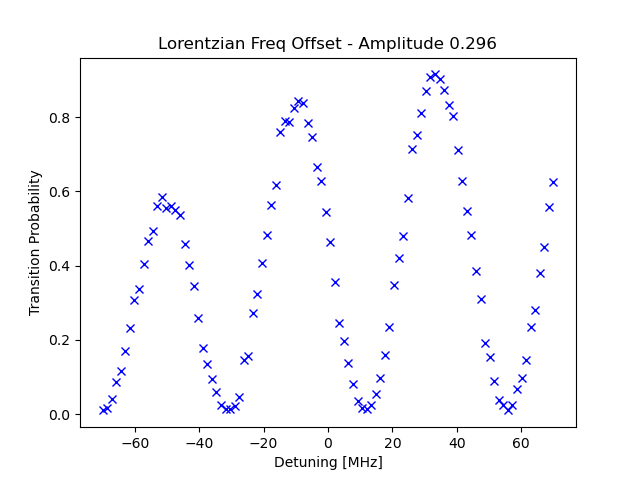 Lorentzian Freq Offset - Amplitude 0.296
Transition Probability
0.8
0.6
0.4
0.2
0.0
−60 −40 −20 0 20 40 60
Detuning [MHz]